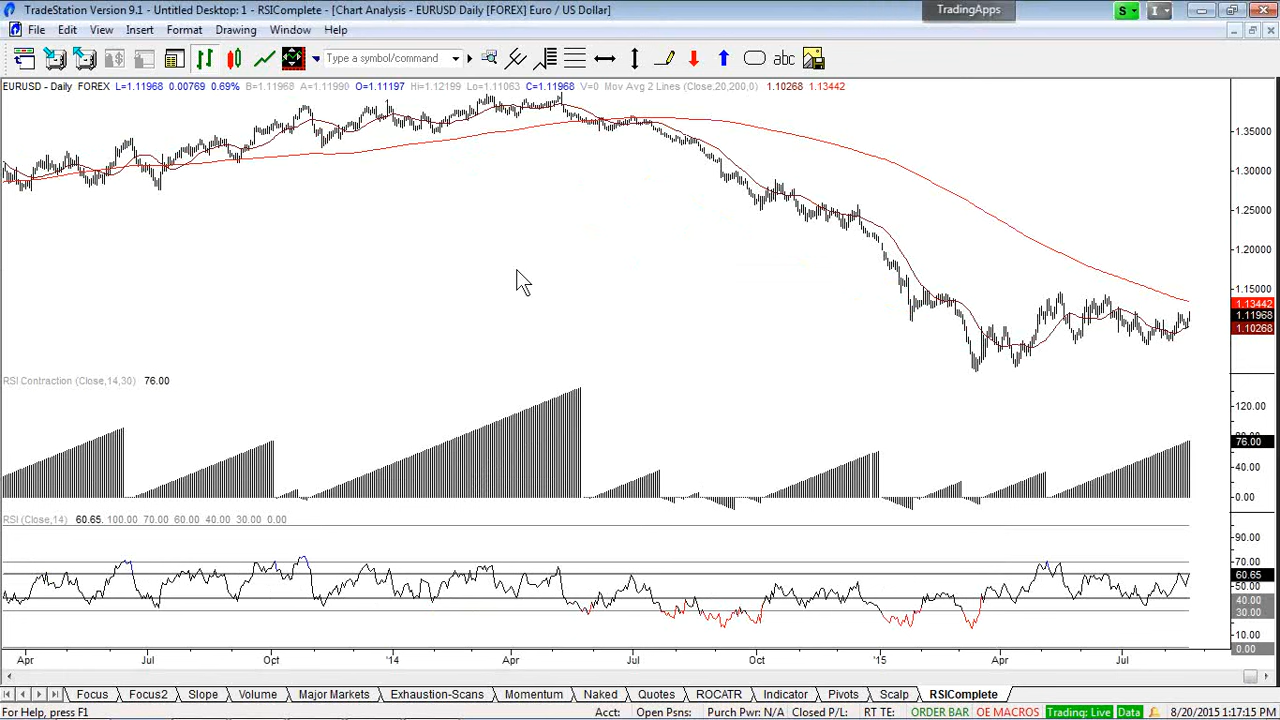 TradeStation Version 9.1 - Untitled Desktop: 1 - RSIComplete - [Chart Analysis - EURUSD Daily [FOREX] Euro / US Dollar]
TradingApps
S
I
File Edit View Insert Format Drawing Window Help
Type a symbol/command
abc
EURUSD - Daily FOREX L=1.11968 0.00769 0.69% B=1.11968 A=1.11990 O=1.11197 Hi=1.12199 Lo=1.11063 C=1.11968 V=0 Mov Avg 2 Lines (Close,20,200,0) 1.10268 1.13442
1.35000
1.30000
1.25000
1.20000
1.15000
1.13442
1.11968
1.10268
RSI Contraction (Close,14,30) 76.00
120.00
76.00
40.00
0.00
RSI (Close,14) 60.65. 100.00 70.00 60.00 40.00 30.00 0.00
90.00
70.00
60.65
50.00
40.00
30.00
10.00
0.00
Apr Jul Oct '14 Apr Jul Oct '15 Apr Jul
Focus Focus2 Slope Volume Major Markets Exhaustion-Scans Momentum Naked Quotes ROCATR Indicator Pivots Scalp RSIComplete
For Help, press F1 Acct: Open Psns: Purch Pwr: N/A Closed P/L: RT TE: ORDER BAR OE MACROS Trading: Live Data 8/20/2015 1:17:15 PM